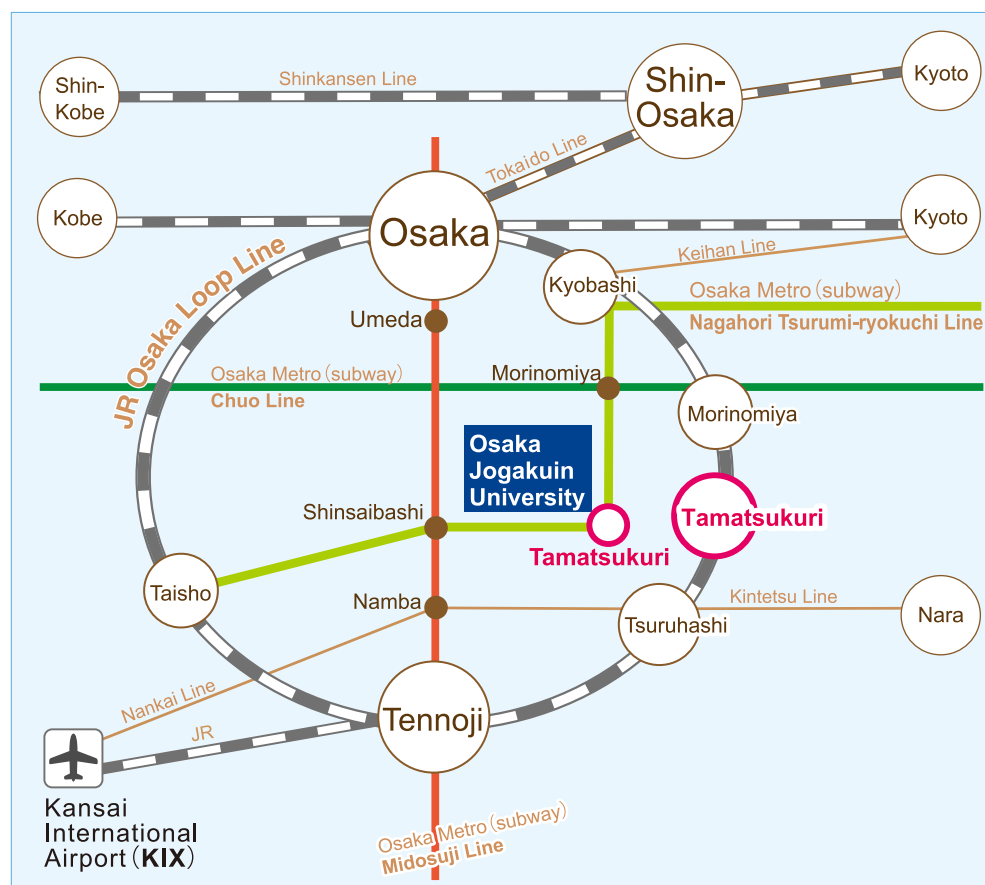 Shinkansen Line
Shin-
Kobe
Shin-
Osaka
Kyoto
Tokaido Line
Kobe
Osaka
Kyoto
Keihan Line
JR Osaka Loop Line
Kyobashi
Osaka Metro (subway)
Nagahori Tsurumi-ryokuchi Line
Umeda
Osaka Metro (subway)
Chuo Line
Morinomiya
Morinomiya
Osaka
Jogakuin
University
Shinsaibashi
Tamatsukuri
Tamatsukuri
Taisho
Namba
Kintetsu Line
Tsuruhashi
Nara
Nankai Line
JR
Tennoji
Kansai
International
Airport (KIX)
Osaka Metro (subway)
Midosuji Line